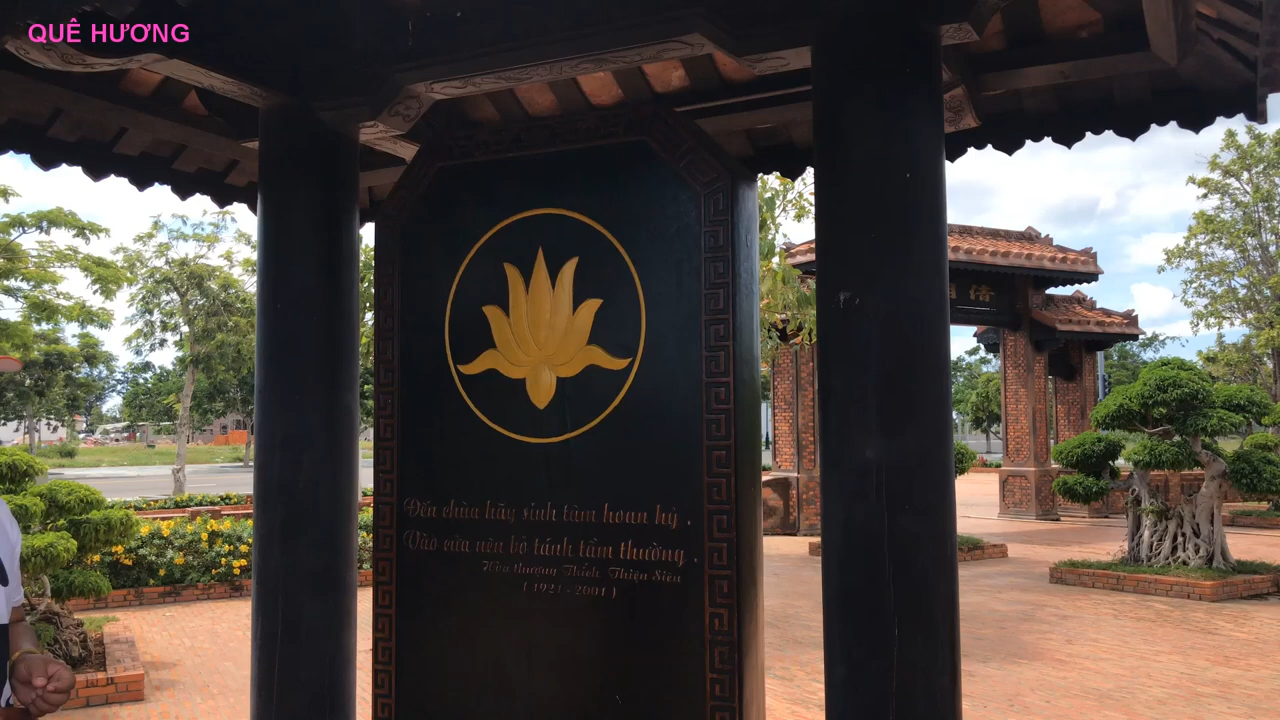 QUÊ HƯƠNG
Đến chùa hãy sinh tâm hoan hỷ .
Vào cửa nên bỏ tánh tầm thường .
Hòa thượng Thích Thiện Siêu
( 1921 - 2001 )